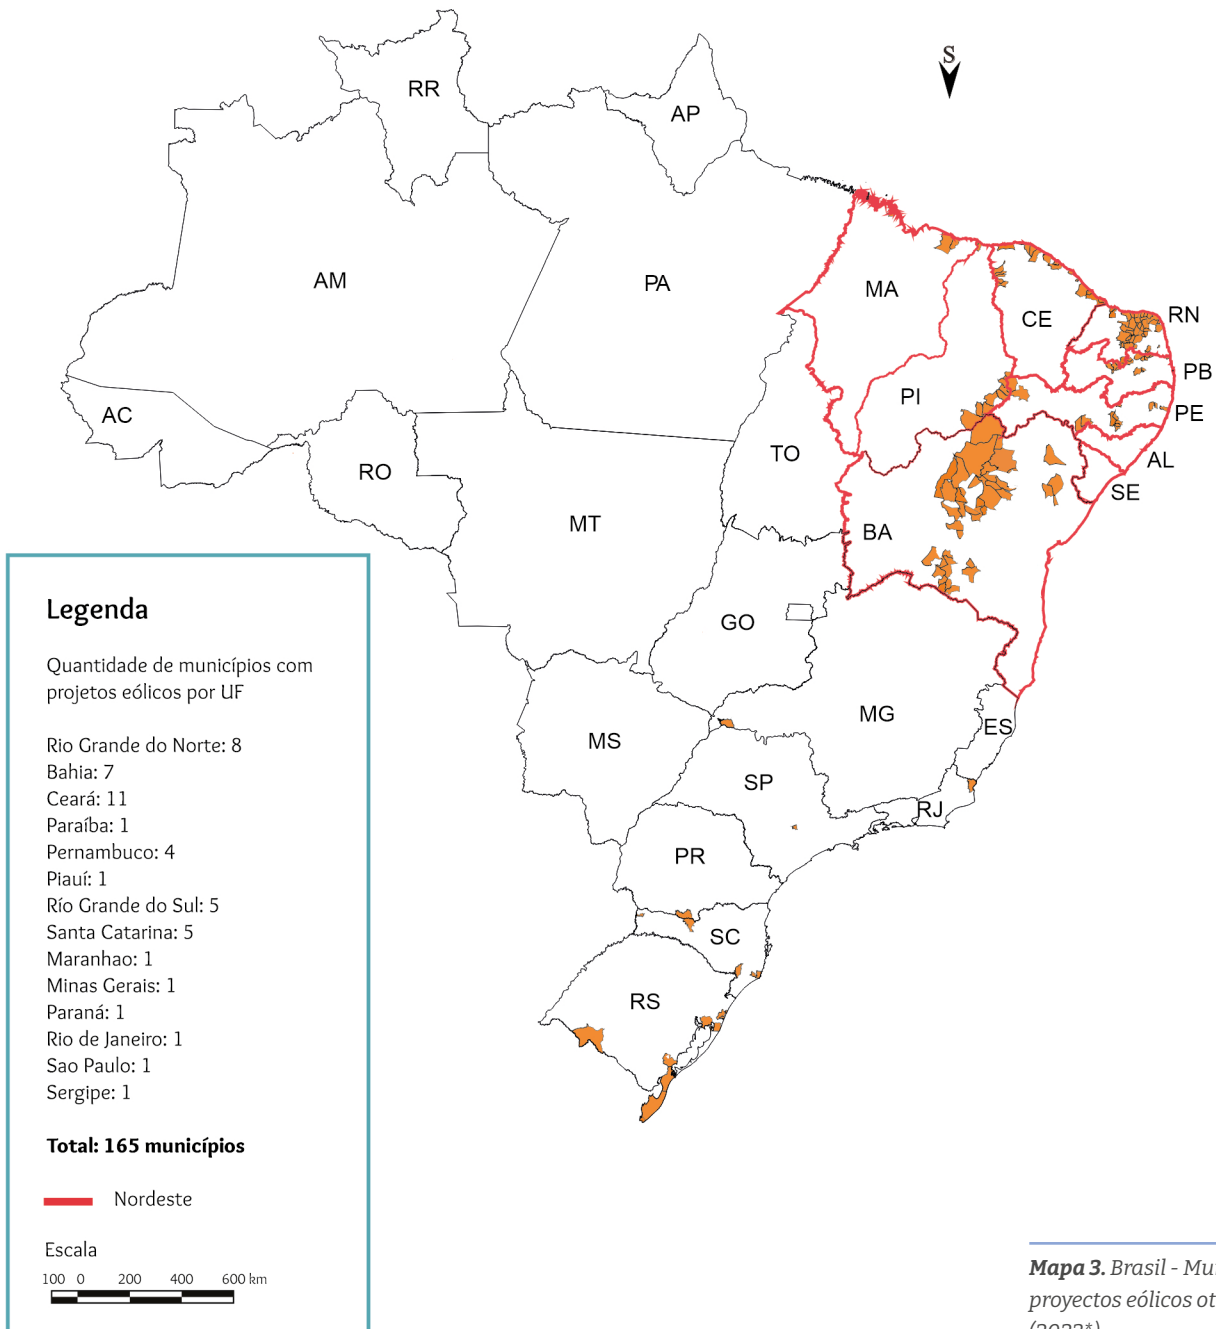 S
RR
AP
AM
PA
MA
CE
RN
PB
PI
PE
AC
TO
AL
RO
SE
MT
BA
GO
MG
ES
MS
SP
RJ
PR
SC
RS
Legenda
Quantidade de municípios com
projetos eólicos por UF
Rio Grande do Norte: 8
Bahia: 7
Ceará: 11
Paraíba: 1
Pernambuco: 4
Piauí: 1
Río Grande do Sul: 5
Santa Catarina: 5
Maranhao: 1
Minas Gerais: 1
Paraná: 1
Rio de Janeiro: 1
Sao Paulo: 1
Sergipe: 1
Total: 165 municípios
Nordeste
Escala
100 0 200 400 600 km
Mapa 3. Brasil - Mu
proyectos eólicos ot
(2022*)